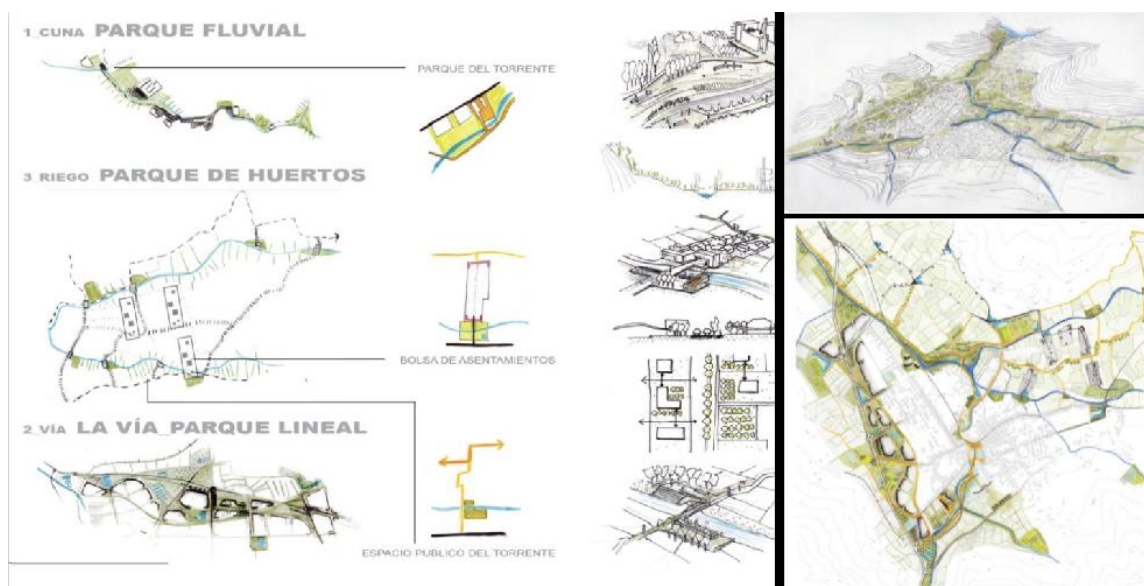 1_CUNA PARQUE FLUVIAL
PARQUE DEL TORRENTE
3_RIEGO PARQUE DE HUERTOS
BOLSA DE ASENTAMIENTOS
2_VÍA LA VÍA_PARQUE LINEAL
ESPACIO PUBLICO DEL TORRENTE